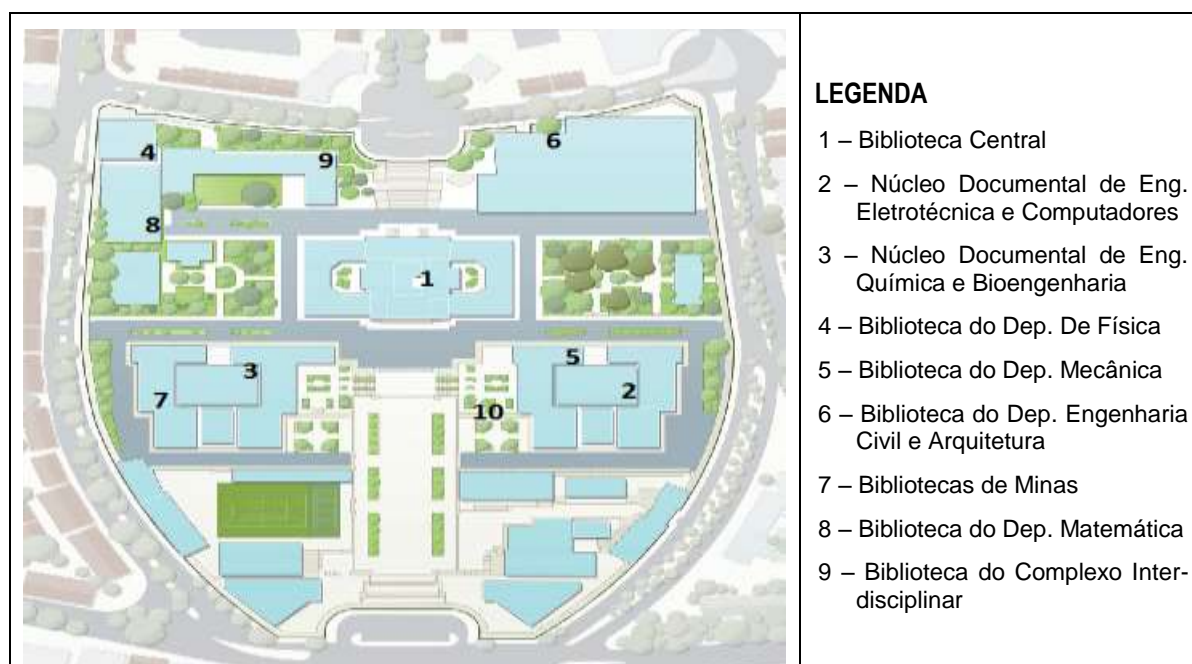 6
4
9
8
1
3
5
7
2
10
LEGENDA
1 – Biblioteca Central
2 – Núcleo Documental de Eng.
Eletrotécnica e Computadores
3 – Núcleo Documental de Eng.
Química e Bioengenharia
4 – Biblioteca do Dep. De Física
5 – Biblioteca do Dep. Mecânica
6 – Biblioteca do Dep. Engenharia
Civil e Arquitetura
7 – Bibliotecas de Minas
8 – Biblioteca do Dep. Matemática
9 – Biblioteca do Complexo Inter-
disciplinar